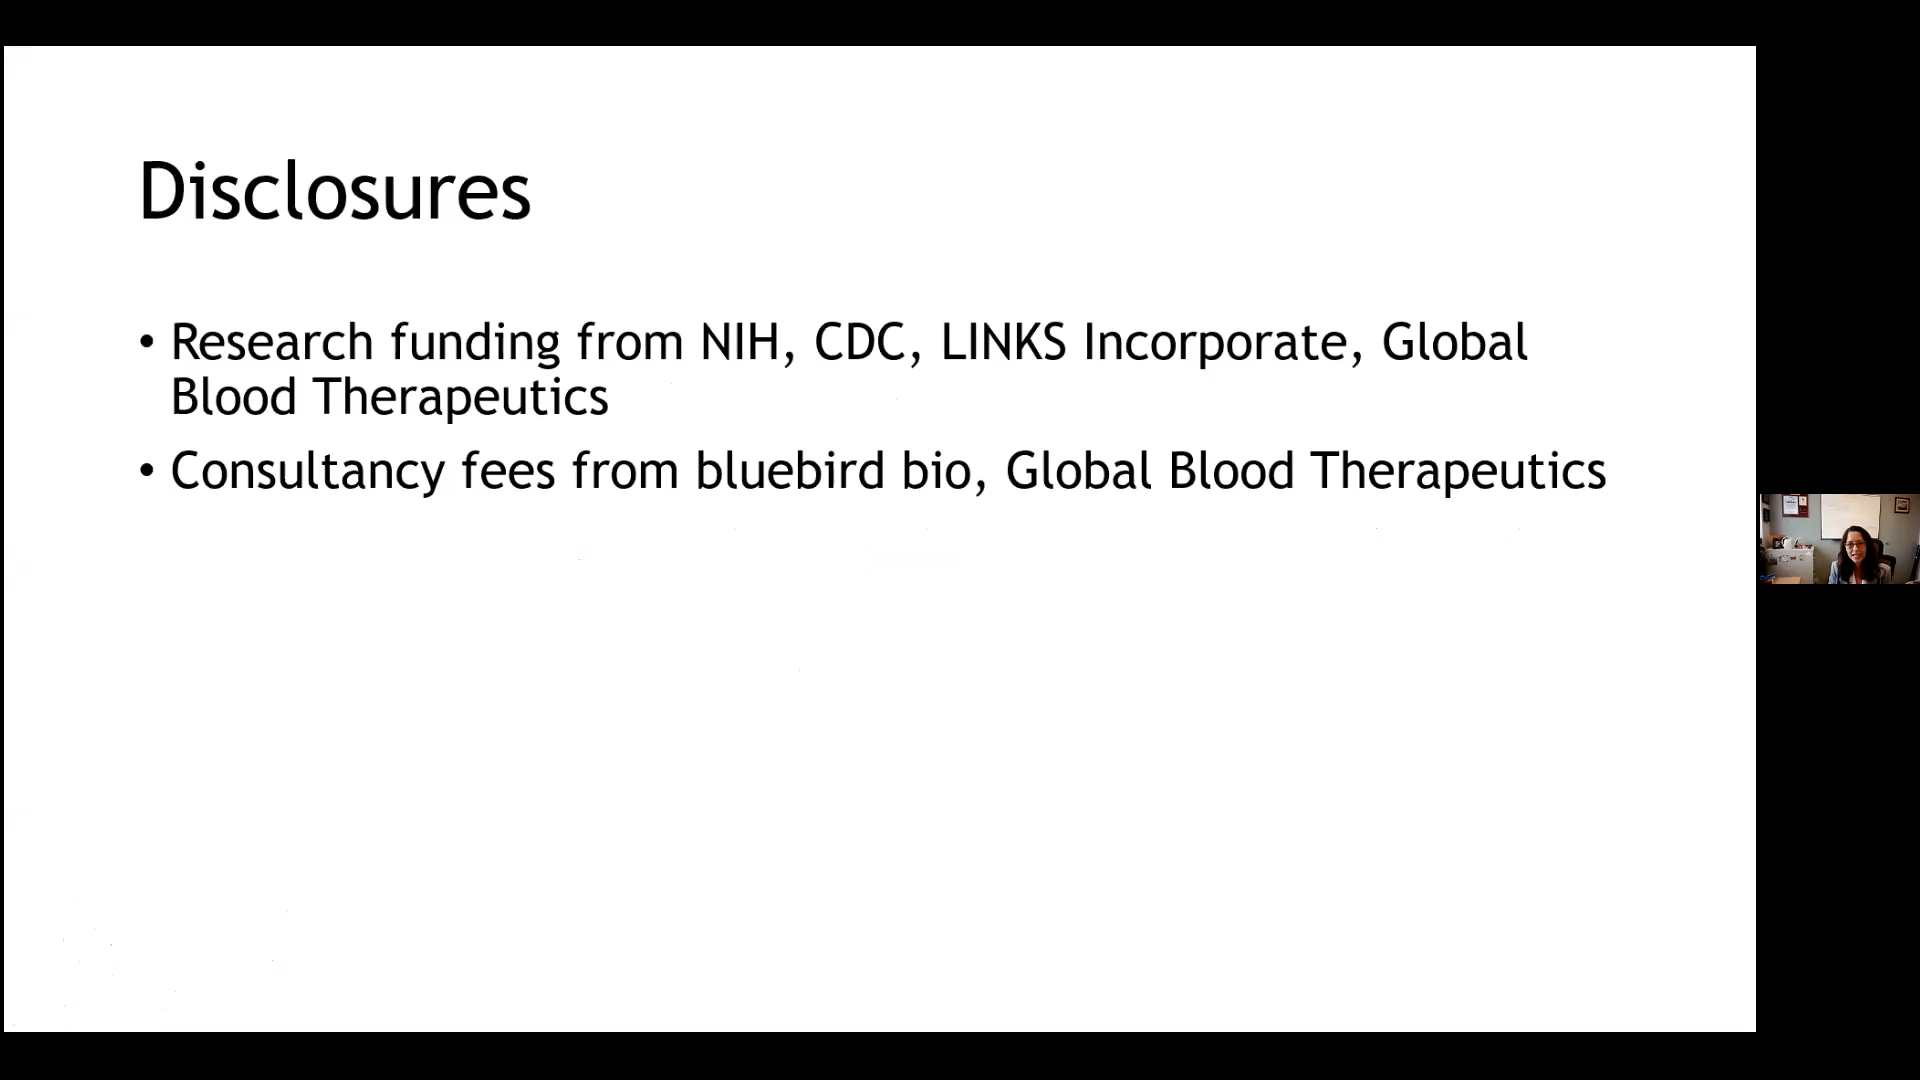 Disclosures
• Research funding from NIH, CDC, LINKS Incorporate, Global
Blood Therapeutics
• Consultancy fees from bluebird bio, Global Blood Therapeutics